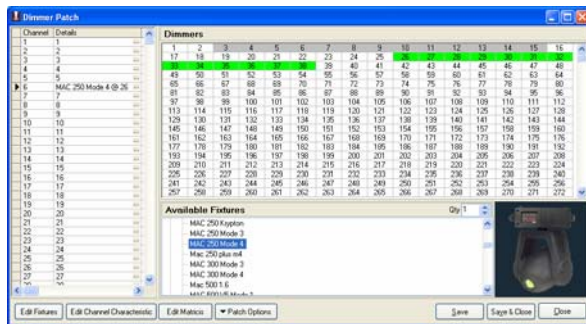 Dimmer Patch
Channel Details
Dimmers
1 1
2 2
3 3
4 4
5 5
6 MAC 250 Mode 4 @ 26
7 7
8 8
9 9
10 10
11 11
12 12
13 13
14 14
15 15
16 16
17 17
18 18
19 19
20 20
21 21
22 22
23 23
24 24
25 25
26 26
27 27
1 2 3 4 5 6 7 8 9 10 11 12 13 14 15 16
17 18 19 20 21 22 23 24 25 26 27 28 29 30 31 32
33 34 35 36 37 38 39 40 41 42 43 44 45 46 47 48
49 50 51 52 53 54 55 56 57 58 59 60 61 62 63 64
65 66 67 68 69 70 71 72 73 74 75 76 77 78 79 80
81 82 83 84 85 86 87 88 89 90 91 92 93 94 95 96
97 98 99 100 101 102 103 104 105 106 107 108 109 110 111 112
113 114 115 116 117 118 119 120 121 122 123 124 125 126 127 128
129 130 131 132 133 134 135 136 137 138 139 140 141 142 143 144
145 146 147 148 149 150 151 152 153 154 155 156 157 158 159 160
161 162 163 164 165 166 167 168 169 170 171 172 173 174 175 176
177 178 179 180 181 182 183 184 185 186 187 188 189 190 191 192
193 194 195 196 197 198 199 200 201 202 203 204 205 206 207 208
209 210 211 212 213 214 215 216 217 218 219 220 221 222 223 224
225 226 227 228 229 230 231 232 233 234 235 236 237 238 239 240
241 242 243 244 245 246 247 248 249 250 251 252 253 254 255 256
257 258 259 260 261 262 263 264 265 266 267 268 269 270 271 272
Available Fixtures Qty 1
MAC 250 Krypton
MAC 250 Mode 3
MAC 250 Mode 4
Mac 250 plus m4
MAC 300 Mode 3
MAC 300 Mode 4
Mac 500 1.6
Edit Fixtures Edit Channel Characteristic Edit Matricis Patch Options Save Save & Close Close